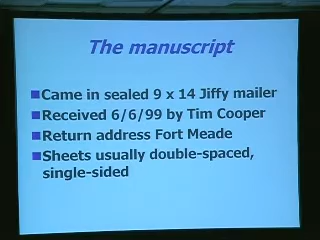 The manuscript
Came in sealed 9 x 14 Jiffy mailer
Received 6/6/99 by Tim Cooper
Return address Fort Meade
Sheets usually double-spaced,
single-sided